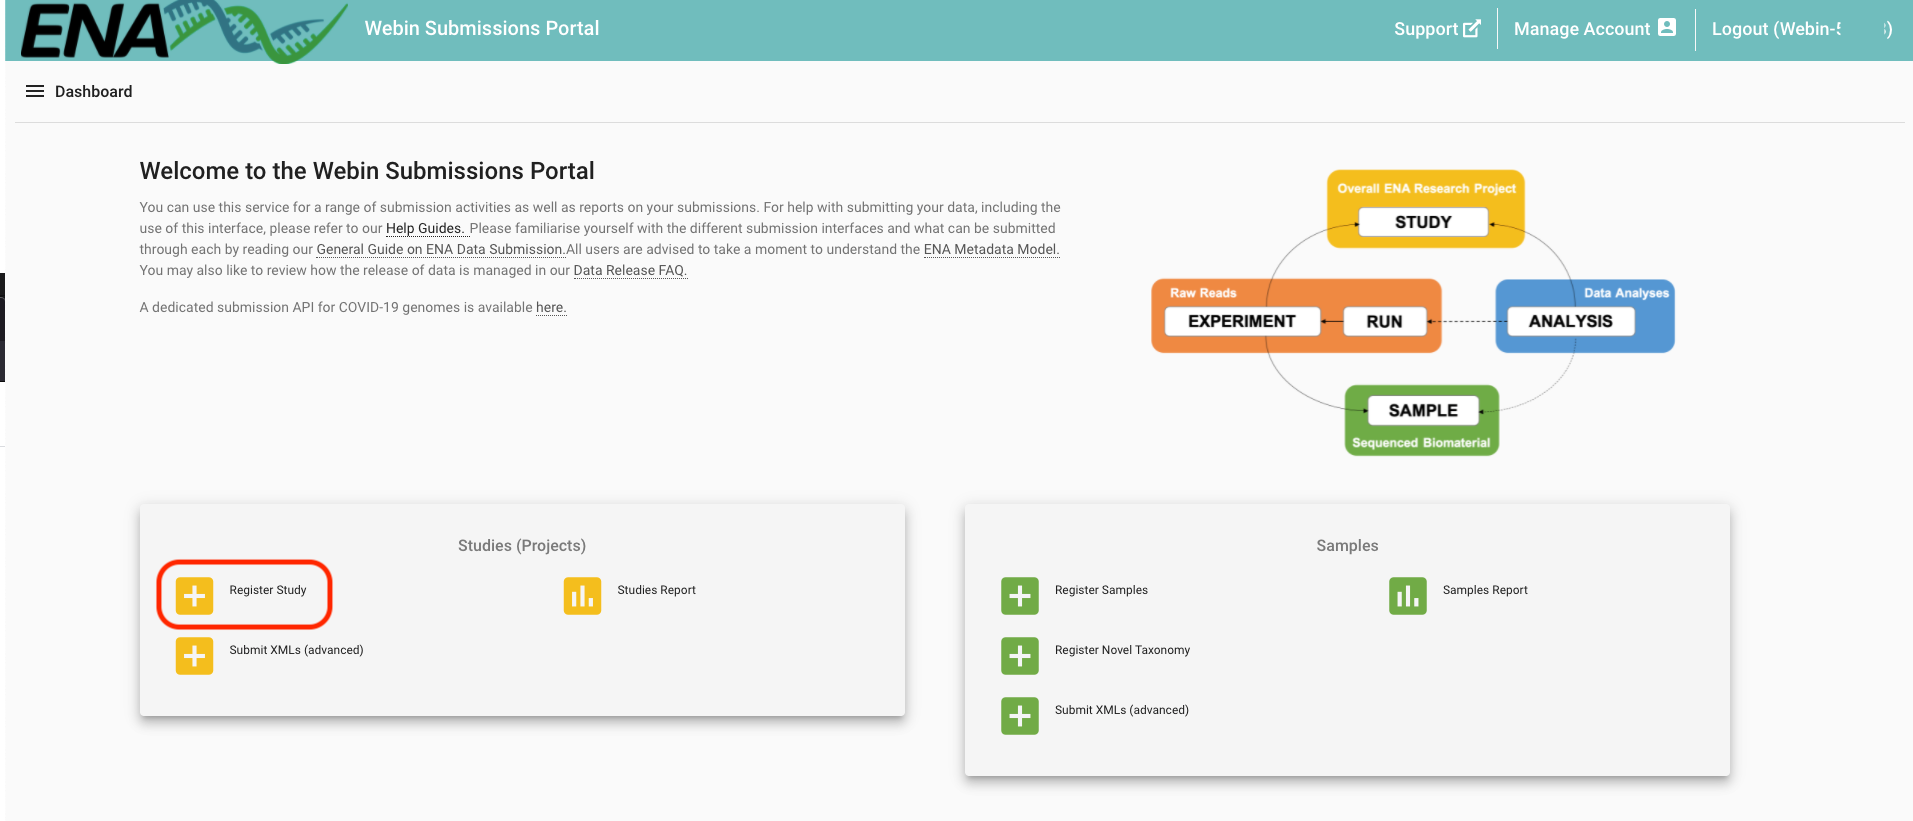 ENA
Webin Submissions Portal
Support
Manage Account
Logout (Webin-5 )
Dashboard
Welcome to the Webin Submissions Portal
You can use this service for a range of submission activities as well as reports on your submissions. For help with submitting your data, including the
use of this interface, please refer to our Help Guides. Please familiarise yourself with the different submission interfaces and what can be submitted
through each by reading our General Guide on ENA Data Submission.All users are advised to take a moment to understand the ENA Metadata Model.
You may also like to review how the release of data is managed in our Data Release FAQ.
A dedicated submission API for COVID-19 genomes is available here.
Overall ENA Research Project
STUDY
Raw Reads
EXPERIMENT
RUN
Data Analyses
ANALYSIS
SAMPLE
Sequenced Biomaterial
Studies (Projects)
Register Study
Studies Report
Submit XMLs (advanced)
Samples
Register Samples
Samples Report
Register Novel Taxonomy
Submit XMLs (advanced)